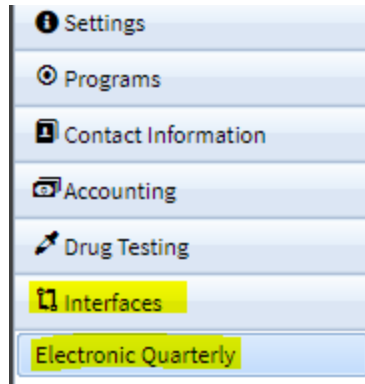 Settings
Programs
Contact Information
Accounting
Drug Testing
Interfaces
Electronic Quarterly